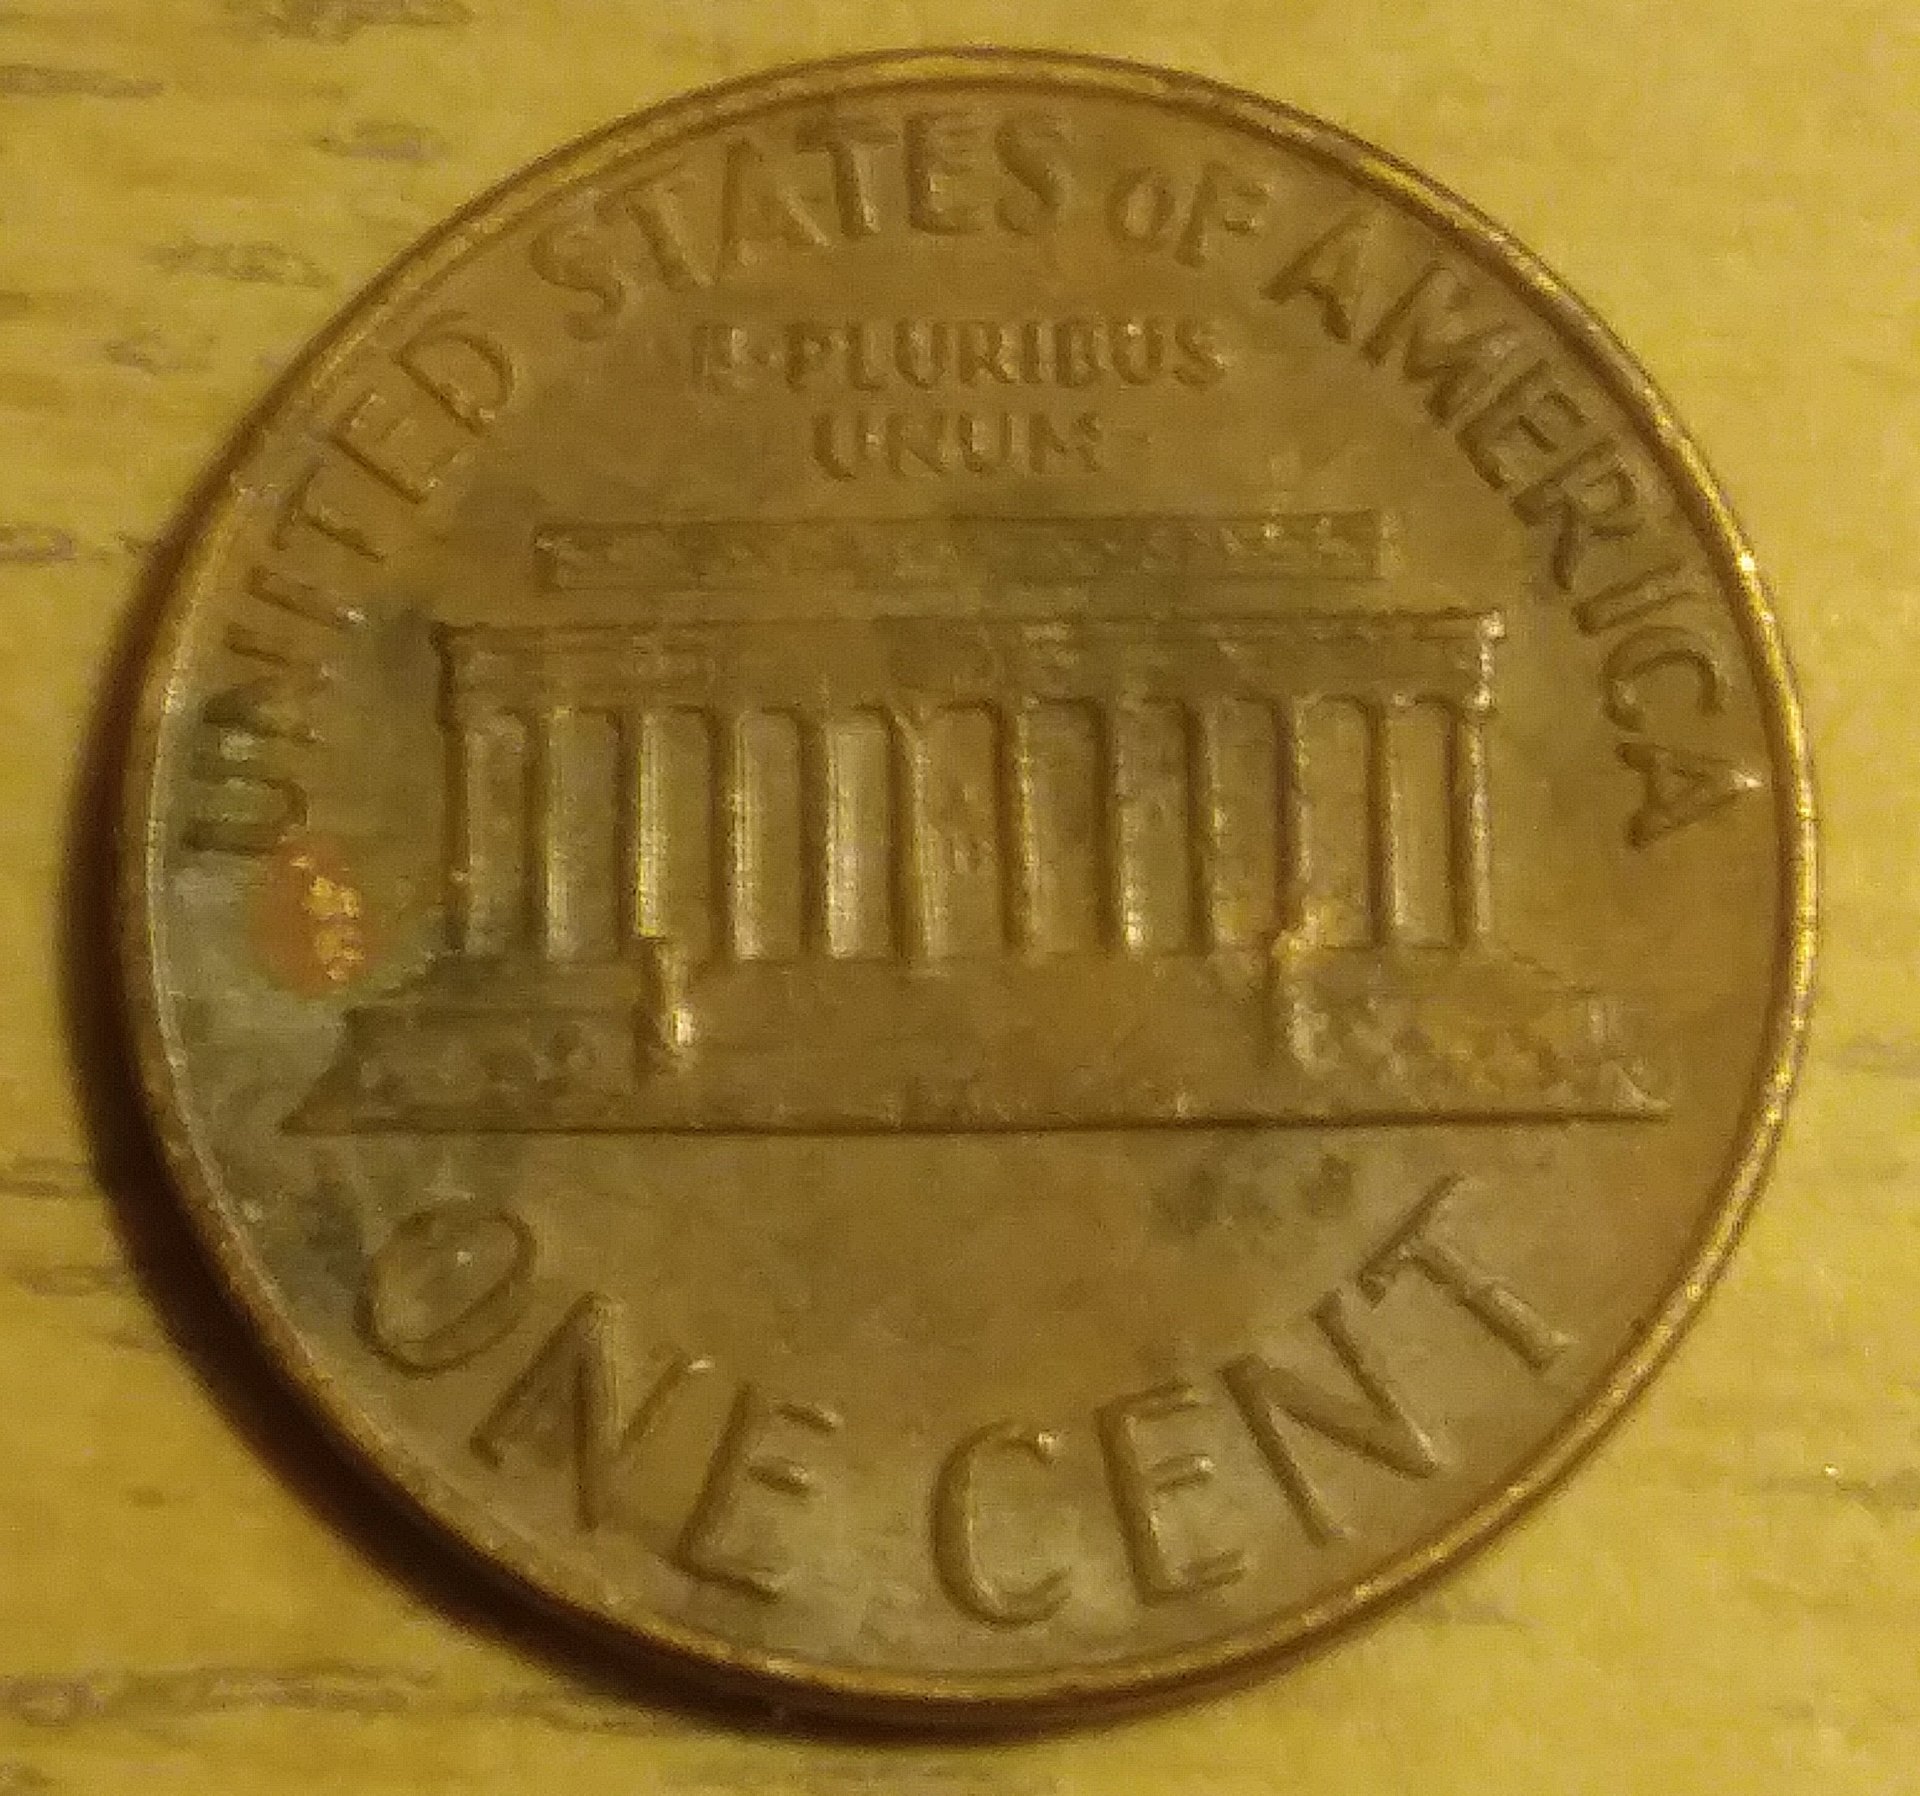 UNITED STATES OF AMERICA
E·PLURIBUS
UNUM
ONE CENT